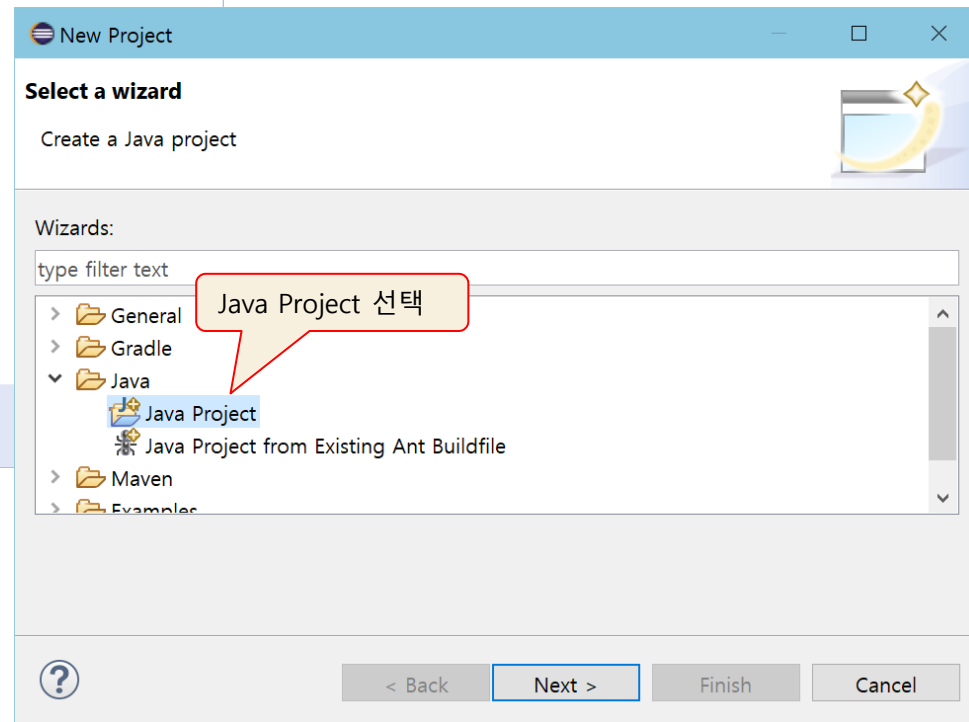 New Project
Select a wizard
Create a Java project
Wizards:
type filter text
Java Project 선택
General
Gradle
Java
Java Project
Java Project from Existing Ant Buildfile
Maven
Examples
?
< Back Next > Finish Cancel